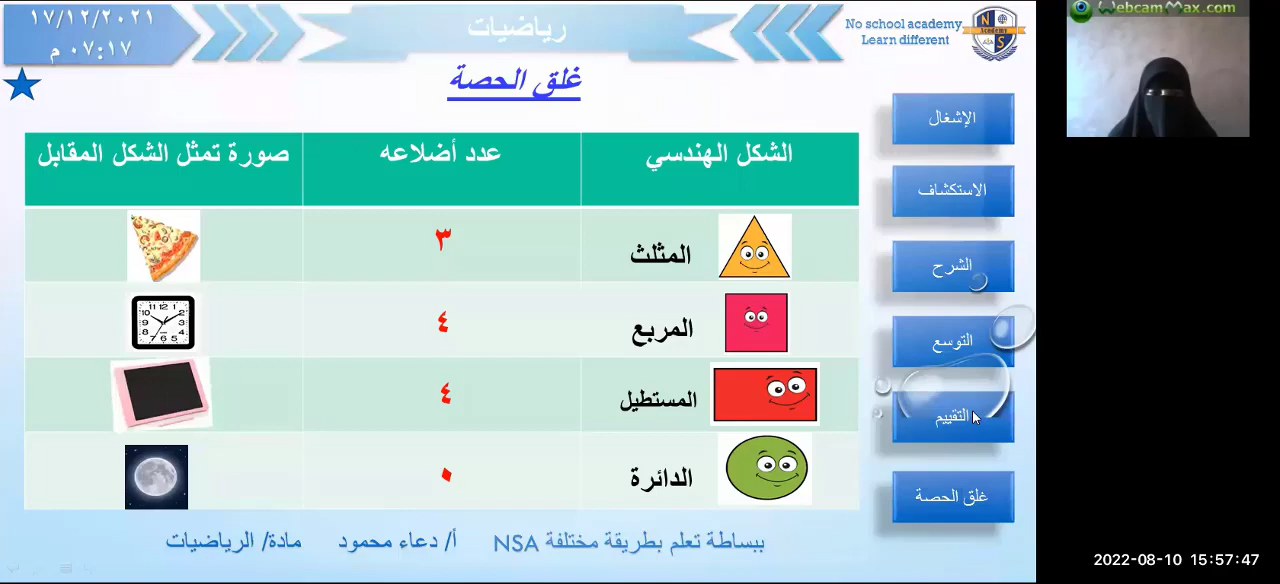 ١٧/١٢/٢٠٢١
٠٧:١٧ م
رياضيات
No school academy
Learn different
WebcamMax.com
غلق الحصة
الشكل الهندسي	عدد أضلاعه	صورة تمثل الشكل المقابل
المثلث	٣
المربع	٤
المستطيل	٤
الدائرة	٠
الإشغال
الاستكشاف
الشرح
التوسع
التقييم
غلق الحصة
ببساطة تعلم بطريقة مختلفة NSA	أ/ دعاء محمود	مادة/ الرياضيات
2022-08-10 15:57:47